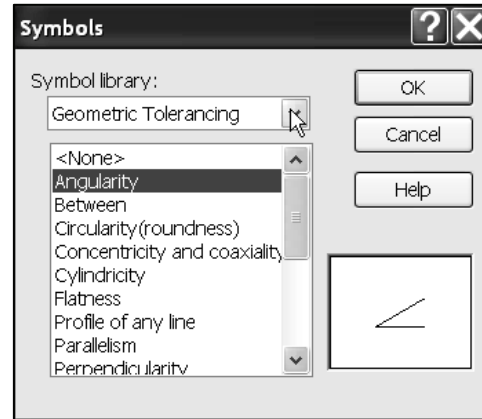 Symbols
Symbol library:
Geometric Tolerancing
<None>
Angularity
Between
Circularity(roundness)
Concentricity and coaxiality
Cylindricity
Flatness
Profile of any line
Parallelism
Perpendicularity
OK
Cancel
Help